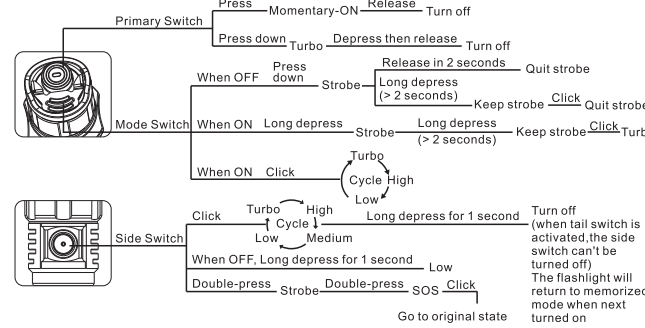 Press Momentary-ON Release Turn off
Primary Switch
Press down Turbo Depress then release Turn off
When OFF Press down Strobe Release in 2 seconds Quit strobe
Long depress (> 2 seconds) Keep strobe Click Quit strobe
Mode Switch When ON Long depress Strobe Long depress (> 2 seconds) Keep strobe Click Turb
When ON Click Turbo High Low Cycle
Side Switch
Click Turbo High Medium Low Cycle Long depress for 1 second Turn off
(when tail switch is
activated,the side
switch can't be
turned off)
The flashlight will
return to memorized
mode when next
turned on
When OFF, Long depress for 1 second Low
Double-press Strobe Double-press SOS Click
Go to original state